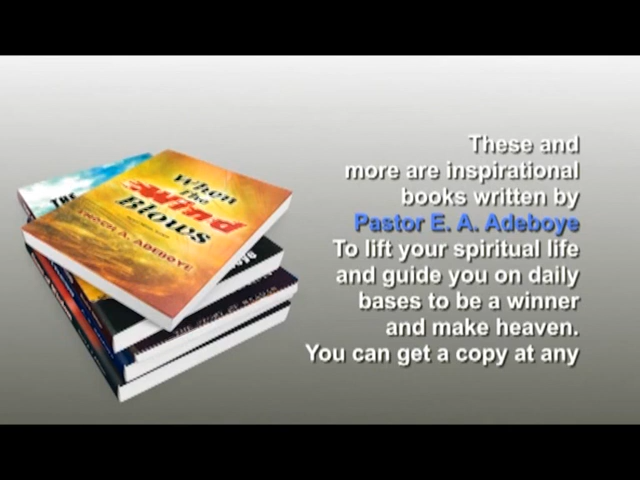 When
the
Wind
Blows
ENOCH A. ADEBOYE
THE
These and
more are inspirational
books written by
Pastor E. A. Adeboye
To lift your spiritual life
and guide you on daily
bases to be a winner
and make heaven.
You can get a copy at any